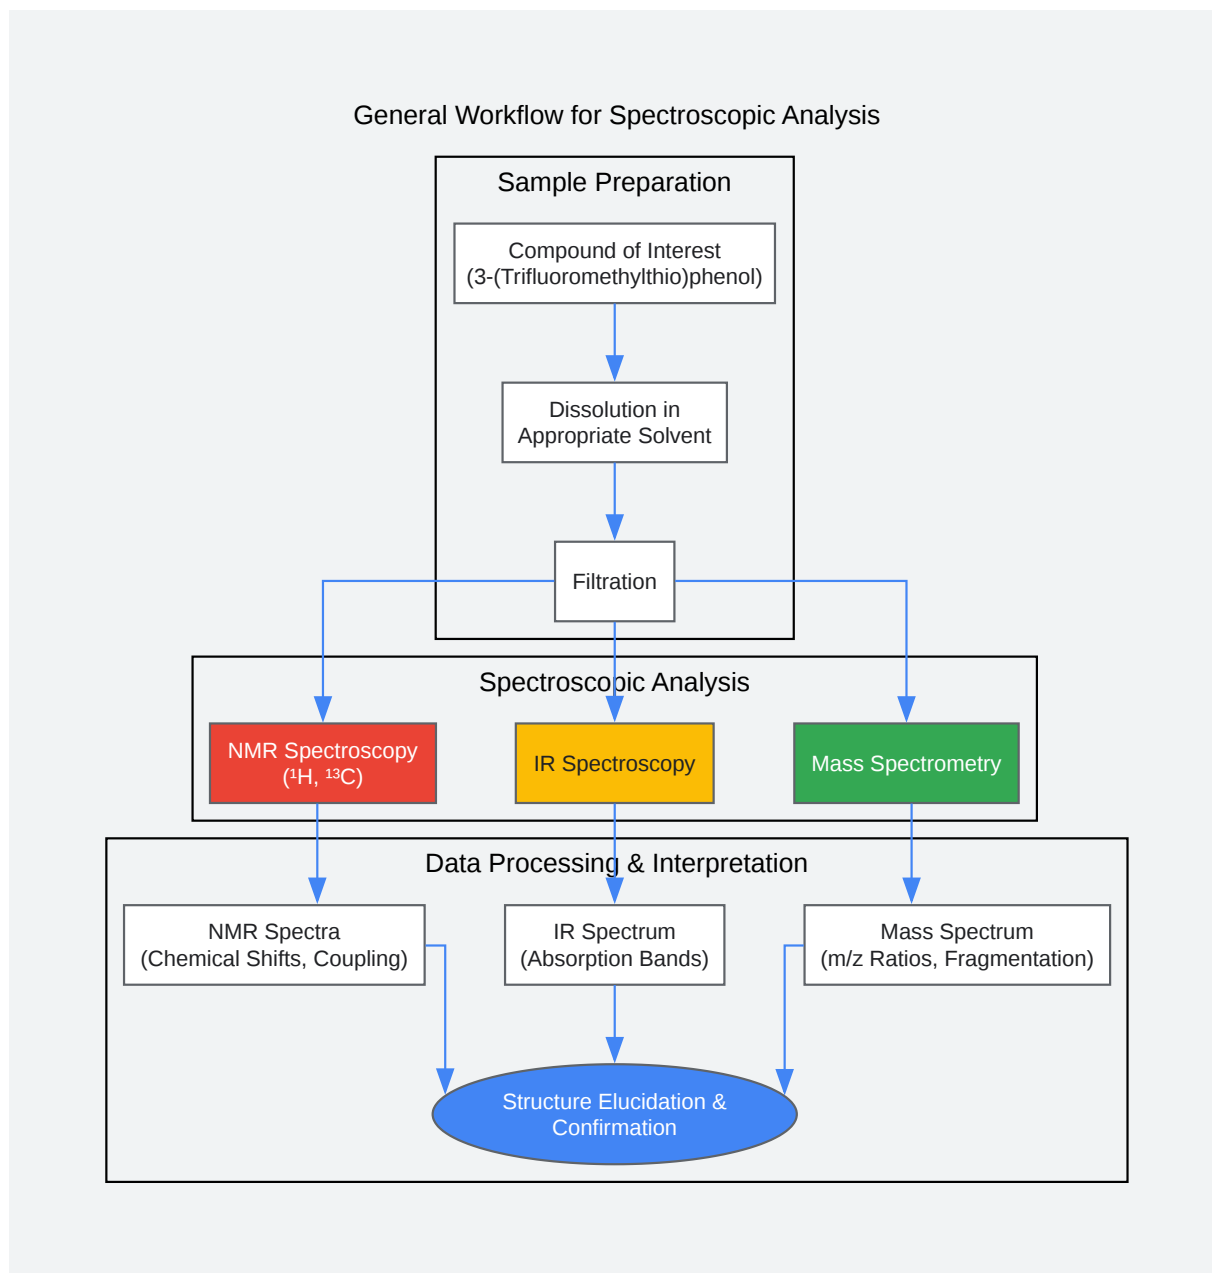 General Workflow for Spectroscopic Analysis
Sample Preparation
Compound of Interest
(3-(Trifluoromethylthio)phenol)
Dissolution in
Appropriate Solvent
Filtration
Spectroscopic Analysis
NMR Spectroscopy
(¹H, ¹³C)
IR Spectroscopy
Mass Spectrometry
Data Processing & Interpretation
NMR Spectra
(Chemical Shifts, Coupling)
IR Spectrum
(Absorption Bands)
Mass Spectrum
(m/z Ratios, Fragmentation)
Structure Elucidation &
Confirmation